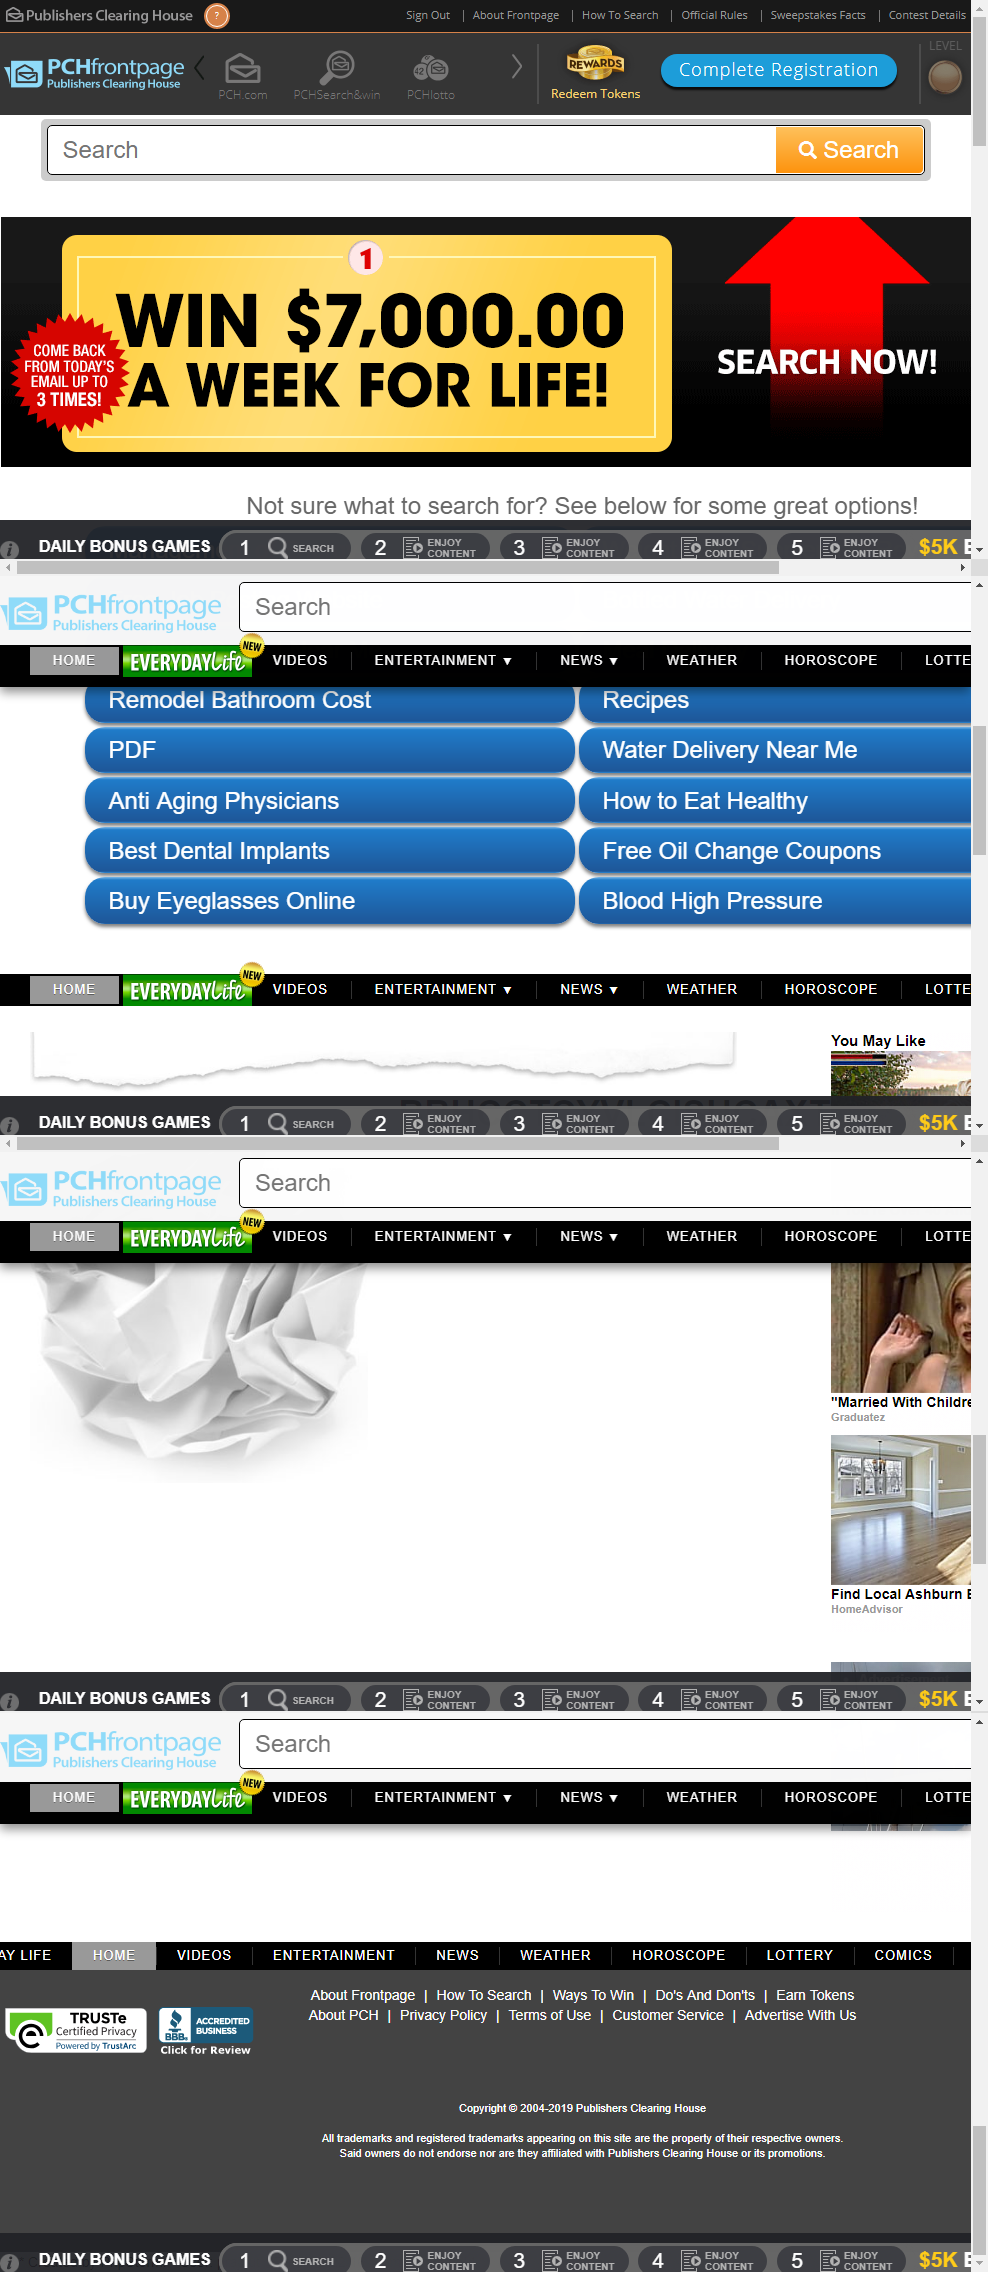 Publishers Clearing House ? Sign Out | About Frontpage | How To Search | Official Rules | Sweepstakes Facts | Contest Details
PCHfrontpage
Publishers Clearing House
PCH.com PCHSearch&win 42 PCHlotto
REWARDS
Redeem Tokens
Complete Registration
LEVEL
Search Search
1
WIN $7,000.00
A WEEK FOR LIFE!
COME BACK
FROM TODAY'S
EMAIL UP TO
3 TIMES!
SEARCH NOW!
Not sure what to search for? See below for some great options!
i DAILY BONUS GAMES 1 SEARCH 2 ENJOY CONTENT 3 ENJOY CONTENT 4 ENJOY CONTENT 5 ENJOY CONTENT $5K
PCHfrontpage
Publishers Clearing House
Search
HOME EVERYDAY Life NEW VIDEOS ENTERTAINMENT ▼ NEWS ▼ WEATHER HOROSCOPE LOTTE
Remodel Bathroom Cost Recipes
PDF Water Delivery Near Me
Anti Aging Physicians How to Eat Healthy
Best Dental Implants Free Oil Change Coupons
Buy Eyeglasses Online Blood High Pressure
HOME EVERYDAY Life NEW VIDEOS ENTERTAINMENT ▼ NEWS ▼ WEATHER HOROSCOPE LOTTE
You May Like
i DAILY BONUS GAMES 1 SEARCH 2 ENJOY CONTENT 3 ENJOY CONTENT 4 ENJOY CONTENT 5 ENJOY CONTENT $5K
PCHfrontpage
Publishers Clearing House
Search
HOME EVERYDAY Life NEW VIDEOS ENTERTAINMENT ▼ NEWS ▼ WEATHER HOROSCOPE LOTTE
"Married With Childre
Graduatez
Find Local Ashburn
HomeAdvisor
i DAILY BONUS GAMES 1 SEARCH 2 ENJOY CONTENT 3 ENJOY CONTENT 4 ENJOY CONTENT 5 ENJOY CONTENT $5K
PCHfrontpage
Publishers Clearing House
Search
HOME EVERYDAY Life NEW VIDEOS ENTERTAINMENT ▼ NEWS ▼ WEATHER HOROSCOPE LOTTE
AY LIFE HOME VIDEOS ENTERTAINMENT NEWS WEATHER HOROSCOPE LOTTERY COMICS
About Frontpage | How To Search | Ways To Win | Do's And Don'ts | Earn Tokens
About PCH | Privacy Policy | Terms of Use | Customer Service | Advertise With Us
TRUSTe
Certified Privacy
Powered by TrustArc
BBB. ACCREDITED BUSINESS
Click for Review
Copyright © 2004-2019 Publishers Clearing House
All trademarks and registered trademarks appearing on this site are the property of their respective owners.
Said owners do not endorse nor are they affiliated with Publishers Clearing House or its promotions.
i DAILY BONUS GAMES 1 SEARCH 2 ENJOY CONTENT 3 ENJOY CONTENT 4 ENJOY CONTENT 5 ENJOY CONTENT $5K